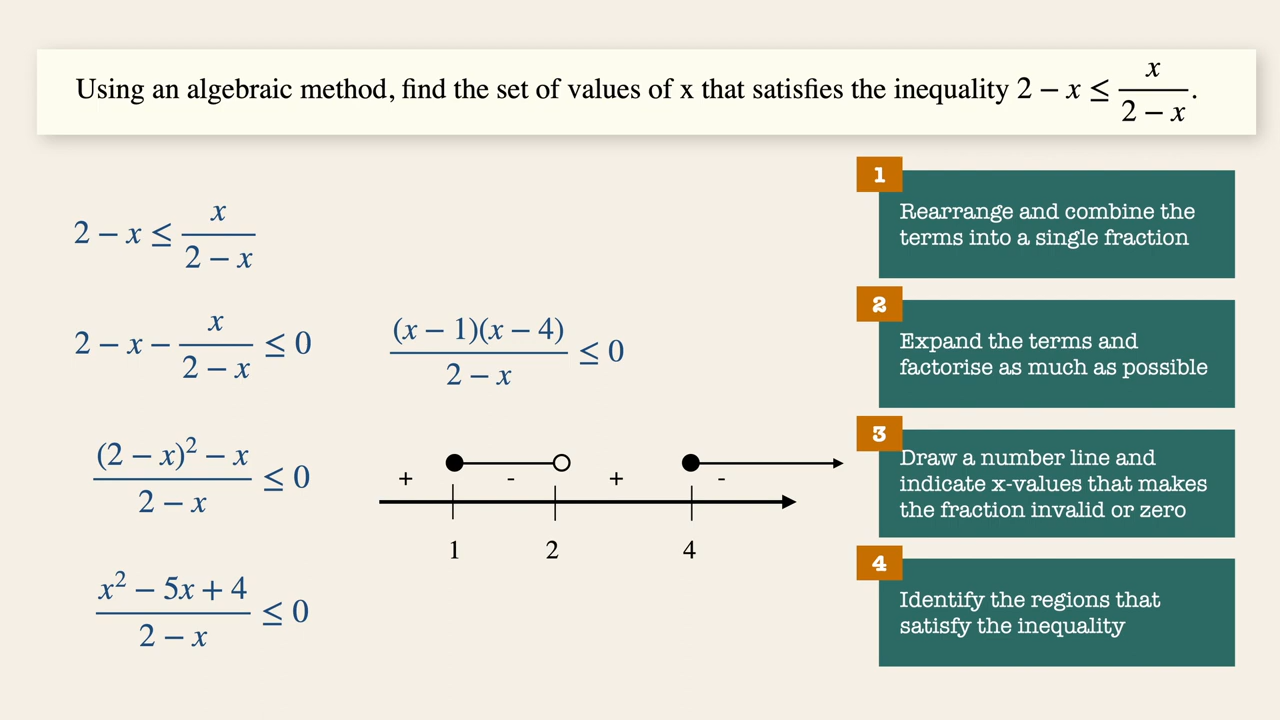 Using an algebraic method, find the set of values of x that satisfies the inequality 2 − x ≤ x / (2 − x).
2 − x ≤ x / (2 − x)
2 − x − x / (2 − x) ≤ 0
((2 − x)² − x) / (2 − x) ≤ 0
(x² − 5x + 4) / (2 − x) ≤ 0
((x − 1)(x − 4)) / (2 − x) ≤ 0
+ - + -
1 2 4
1
Rearrange and combine the
terms into a single fraction
2
Expand the terms and
factorise as much as possible
3
Draw a number line and
indicate x-values that makes
the fraction invalid or zero
4
Identify the regions that
satisfy the inequality